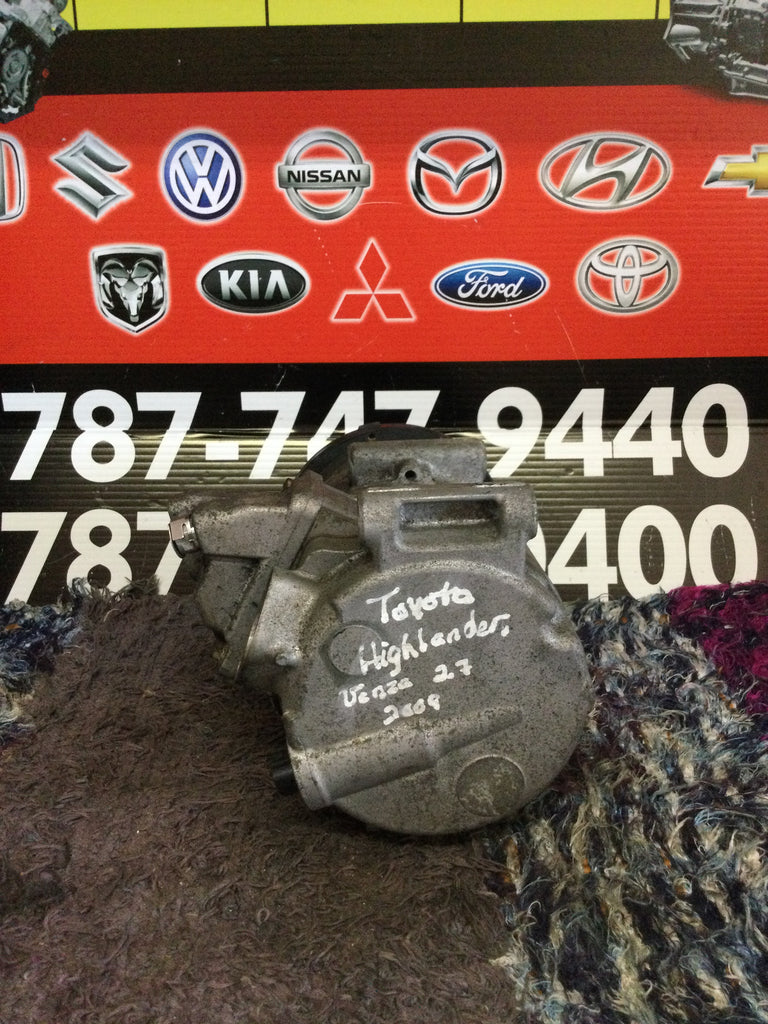 NISSAN
KIA
Ford
787-747-9440
787 9400
Toyota
Highlander,
Venza 2.7
2009